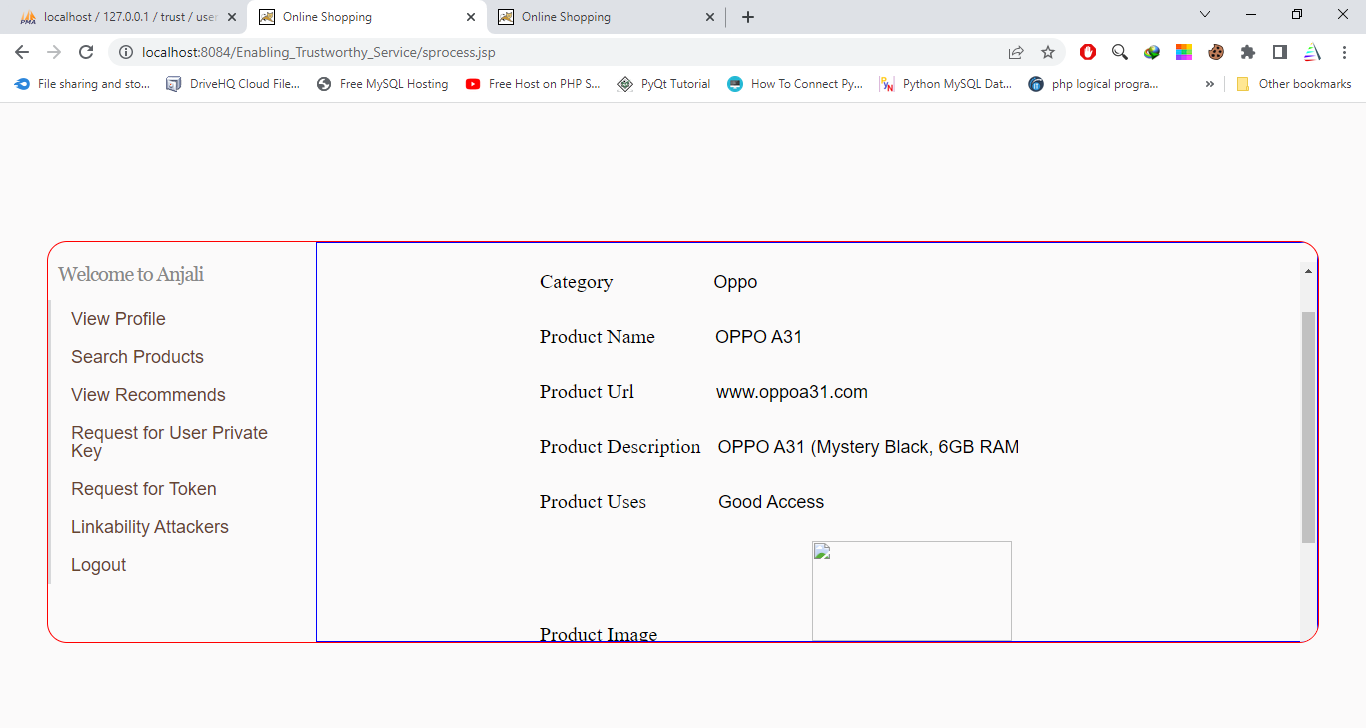 localhost / 127.0.0.1 / trust / user
Online Shopping
Online Shopping
localhost:8084/Enabling_Trustworthy_Service/sprocess.jsp
File sharing and sto...
DriveHQ Cloud File...
Free MySQL Hosting
Free Host on PHP S...
PyQt Tutorial
How To Connect Py...
Python MySQL Dat...
php logical progra...
»
Other bookmarks
Welcome to Anjali
View Profile
Search Products
View Recommends
Request for User Private
Key
Request for Token
Linkability Attackers
Logout
Category Oppo
Product Name OPPO A31
Product Url www.oppoa31.com
Product Description OPPO A31 (Mystery Black, 6GB RAM
Product Uses Good Access
Product Image